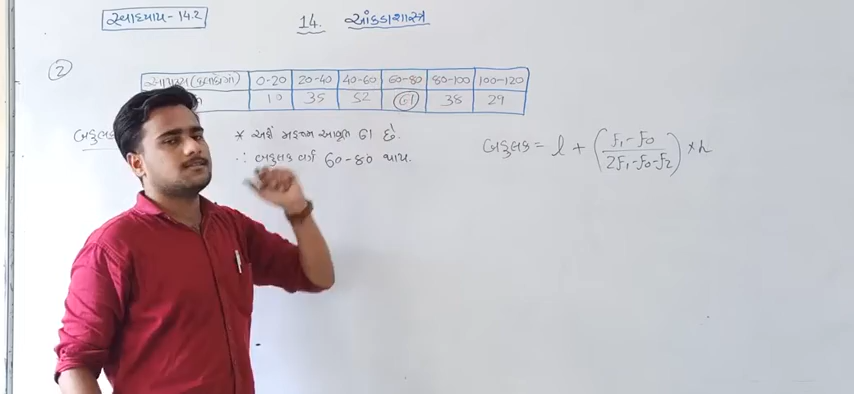 સ્વાધ્યાય - 14.2
14. આંકડાશાસ્ત્ર
2
આયુષ્ય (કલાકોમાં) 0-20 20-40 40-60 60-80 80-100 100-120
10 35 52 61 38 29
બહુલક
* અહીં મહત્તમ આવૃત્તિ 61 છે.
∴ બહુલક વર્ગ 60-80 થાય.
બહુલક = l + (f₁-f₀ / 2f₁-f₀-f₂) × h